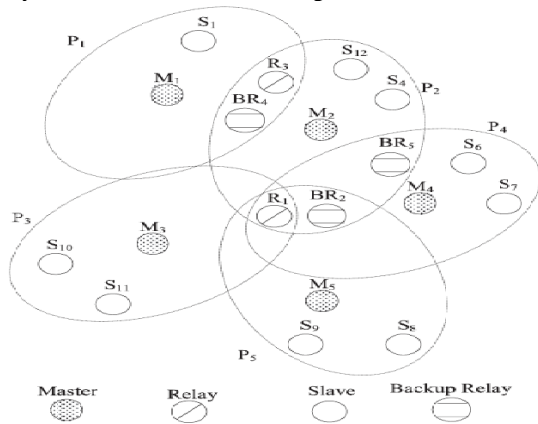 S1
P1
R3
S12
M1
S4
P2
BR4
M2
P4
BR5
S6
R1
BR2
M4
S7
P3
M3
S10
M5
S11
S9
S8
P5
Master
Relay
Slave
Backup Relay